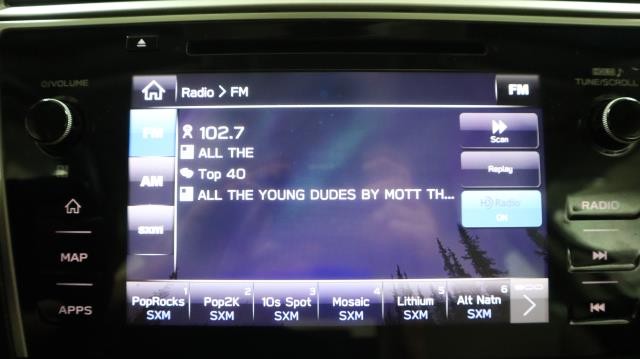 VOLUME
TUNE/SCROLL
Radio > FM
FM
FM
102.7
Scan
ALL THE
Top 40
Replay
AM
ALL THE YOUNG DUDES BY MOTT TH...
HD Radio
ON
SXM
RADIO
MAP
APPS
1 2 3 4 5 6
PopRocks Pop2K 10s Spot Mosaic Lithium Alt Natn
SXM SXM SXM SXM SXM SXM